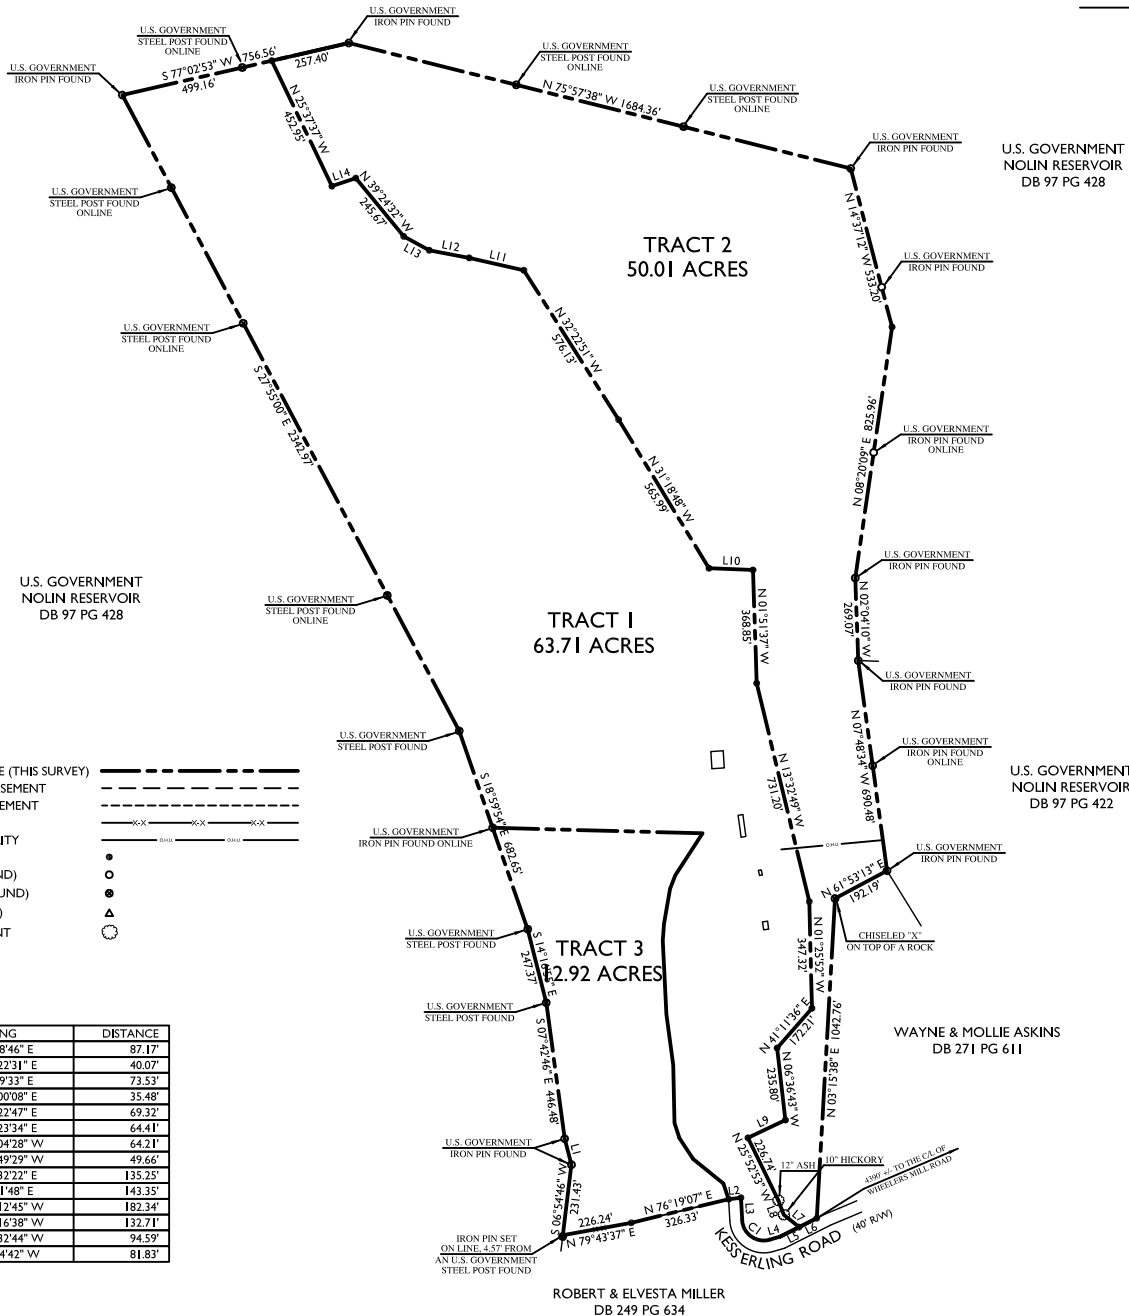 U.S. GOVERNMENT
IRON PIN FOUND
U.S. GOVERNMENT
STEEL POST FOUND
ONLINE
U.S. GOVERNMENT
IRON PIN FOUND
S 77°02'53" W 1756.56'
499.16'
257.40'
U.S. GOVERNMENT
STEEL POST FOUND
ONLINE
N 75°57'38" W 1684.36'
U.S. GOVERNMENT
STEEL POST FOUND
ONLINE
U.S. GOVERNMENT
IRON PIN FOUND
U.S. GOVERNMENT
NOLIN RESERVOIR
DB 97 PG 428
N 25°37'37" W
452.95'
L14
N 39°24'32" W
245.67'
L13
L12
L11
U.S. GOVERNMENT
STEEL POST FOUND
ONLINE
TRACT 2
50.01 ACRES
N 14°37'12" W 533.20'
U.S. GOVERNMENT
IRON PIN FOUND
U.S. GOVERNMENT
STEEL POST FOUND
ONLINE
S 27°55'00" E 2342.97'
N 32°22'51" W
576.13'
N 08°20'09" E 825.96'
U.S. GOVERNMENT
IRON PIN FOUND
ONLINE
N 31°18'48" W
565.99'
L10
U.S. GOVERNMENT
IRON PIN FOUND
U.S. GOVERNMENT
NOLIN RESERVOIR
DB 97 PG 428
U.S. GOVERNMENT
STEEL POST FOUND
ONLINE
TRACT 1
63.71 ACRES
N 01°51'37" W
368.85'
N 02°04'10" W
269.07'
U.S. GOVERNMENT
IRON PIN FOUND
U.S. GOVERNMENT
STEEL POST FOUND
N 07°48'34" W 690.48'
U.S. GOVERNMENT
IRON PIN FOUND
ONLINE
U.S. GOVERNMENT
NOLIN RESERVOIR
DB 97 PG 422
E (THIS SURVEY)
SEMENT
EMENT
X-X X-X X-X
ITY
O.H.U. O.H.U.
ND)
UND)
)
NT
S 18°59'54" E 682.65'
U.S. GOVERNMENT
IRON PIN FOUND ONLINE
N 13°32'49" W
731.20'
O.H.U.
U.S. GOVERNMENT
IRON PIN FOUND
N 61°53'13" E
192.19'
CHISELED "X"
ON TOP OF A ROCK
U.S. GOVERNMENT
STEEL POST FOUND
S 14°16'55" E
247.37'
TRACT 3
12.92 ACRES
N 01°25'52" W
347.32'
U.S. GOVERNMENT
STEEL POST FOUND
S 07°42'46" E 446.48'
N 41°11'36" E
172.21'
N 06°36'43" W
235.80'
N 03°15'38" E 1042.76'
WAYNE & MOLLIE ASKINS
DB 271 PG 611
NG DISTANCE
8'46" E 87.17'
22'31" E 40.07'
9'33" E 73.53'
00'08" E 35.48'
22'47" E 69.32'
23'34" E 64.41'
04'28" W 64.21'
49'29" W 49.66'
32'22" E 135.25'
1'48" E 143.35'
12'45" W 182.34'
16'38" W 132.71'
32'44" W 94.59'
4'42" W 81.83'
U.S. GOVERNMENT
IRON PIN FOUND
L1
S 06°54'46" W
231.43'
L9
N 25°52'53" W
226.74'
12" ASH
10" HICKORY
4390' +/- TO THE C/L OF
WHEELERS MILL ROAD
226.24'
N 79°43'37" E
N 76°19'07" E
326.33'
L2
L3
C1
L4
L5
L6
L7
L8
KESSERLING ROAD (40' R/W)
IRON PIN SET
ON LINE, 4.57' FROM
AN U.S. GOVERNMENT
STEEL POST FOUND
ROBERT & ELVESTA MILLER
DB 249 PG 634